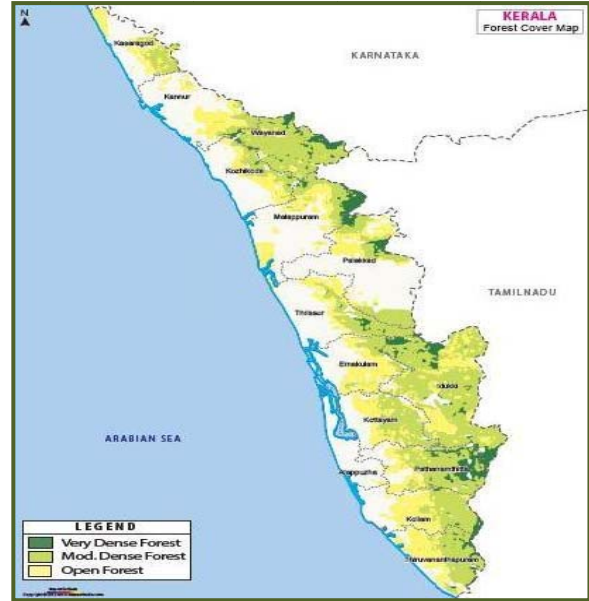 N
KERALA
Forest Cover Map
KARNATAKA
Kasaragod
Kannur
Wayanad
Kozhikode
Malappuram
Palakkad
TAMILNADU
Thrissur
Ernakulam
Idukki
Kottayam
ARABIAN SEA
Alappuzha
Pathanamthitta
Kollam
Thiruvananthapuram
LEGEND
Very Dense Forest
Mod. Dense Forest
Open Forest